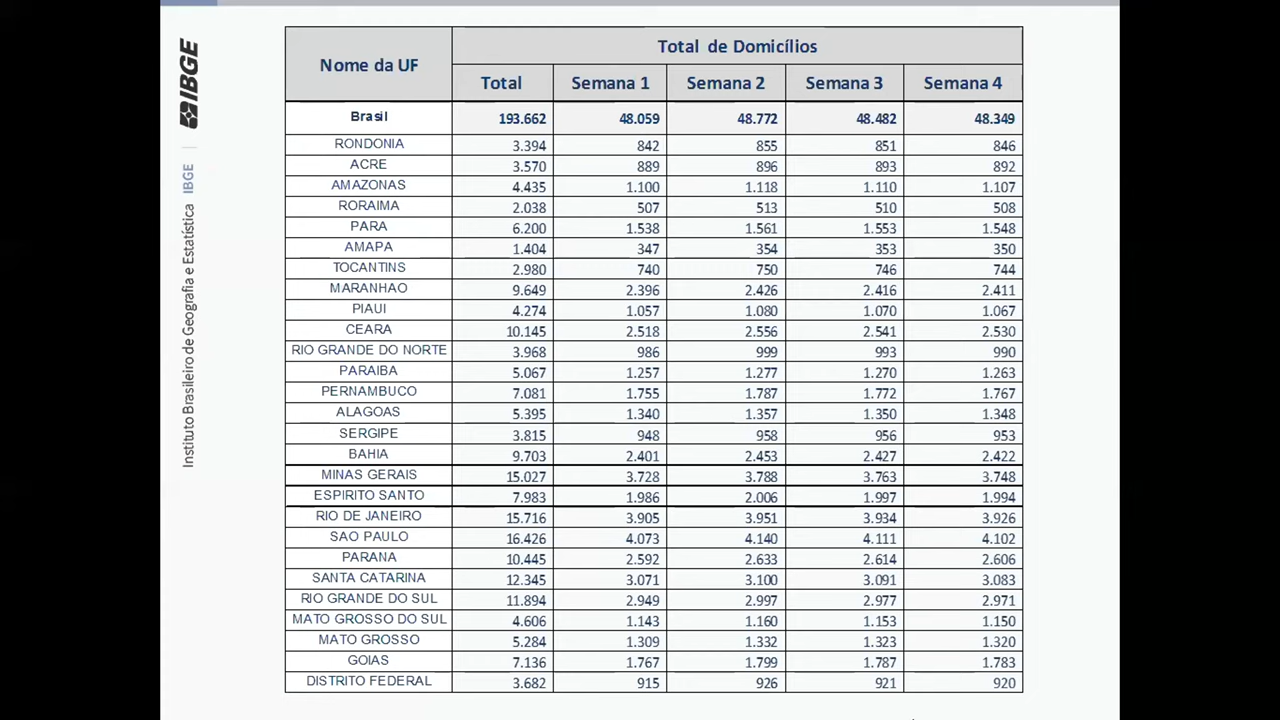 IBGE
Instituto Brasileiro de Geografia e Estatística IBGE
Nome da UF Total de Domicílios
Total Semana 1 Semana 2 Semana 3 Semana 4
Brasil 193.662 48.059 48.772 48.482 48.349
RONDONIA 3.394 842 855 851 846
ACRE 3.570 889 896 893 892
AMAZONAS 4.435 1.100 1.118 1.110 1.107
RORAIMA 2.038 507 513 510 508
PARA 6.200 1.538 1.561 1.553 1.548
AMAPA 1.404 347 354 353 350
TOCANTINS 2.980 740 750 746 744
MARANHAO 9.649 2.396 2.426 2.416 2.411
PIAUI 4.274 1.057 1.080 1.070 1.067
CEARA 10.145 2.518 2.556 2.541 2.530
RIO GRANDE DO NORTE 3.968 986 999 993 990
PARAIBA 5.067 1.257 1.277 1.270 1.263
PERNAMBUCO 7.081 1.755 1.787 1.772 1.767
ALAGOAS 5.395 1.340 1.357 1.350 1.348
SERGIPE 3.815 948 958 956 953
BAHIA 9.703 2.401 2.453 2.427 2.422
MINAS GERAIS 15.027 3.728 3.788 3.763 3.748
ESPIRITO SANTO 7.983 1.986 2.006 1.997 1.994
RIO DE JANEIRO 15.716 3.905 3.951 3.934 3.926
SAO PAULO 16.426 4.073 4.140 4.111 4.102
PARANA 10.445 2.592 2.633 2.614 2.606
SANTA CATARINA 12.345 3.071 3.100 3.091 3.083
RIO GRANDE DO SUL 11.894 2.949 2.997 2.977 2.971
MATO GROSSO DO SUL 4.606 1.143 1.160 1.153 1.150
MATO GROSSO 5.284 1.309 1.332 1.323 1.320
GOIAS 7.136 1.767 1.799 1.787 1.783
DISTRITO FEDERAL 3.682 915 926 921 920